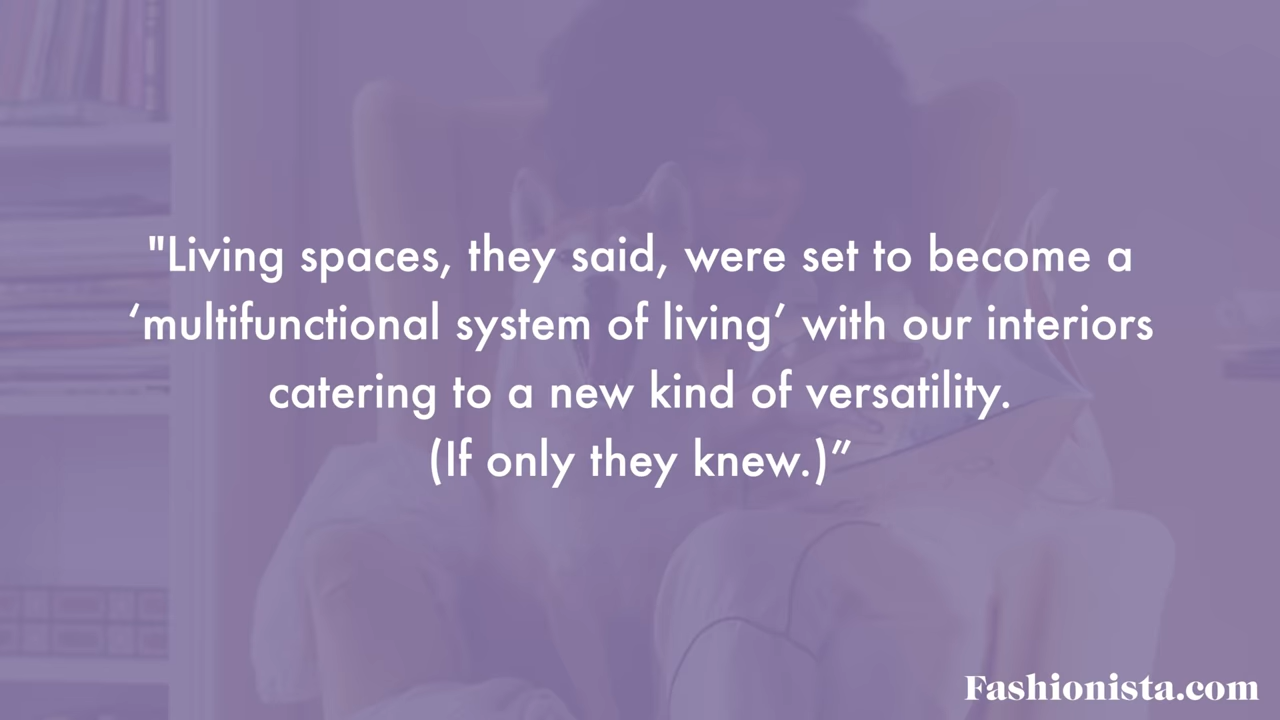 "Living spaces, they said, were set to become a
‘multifunctional system of living’ with our interiors
catering to a new kind of versatility.
(If only they knew.)”
Fashionista.com